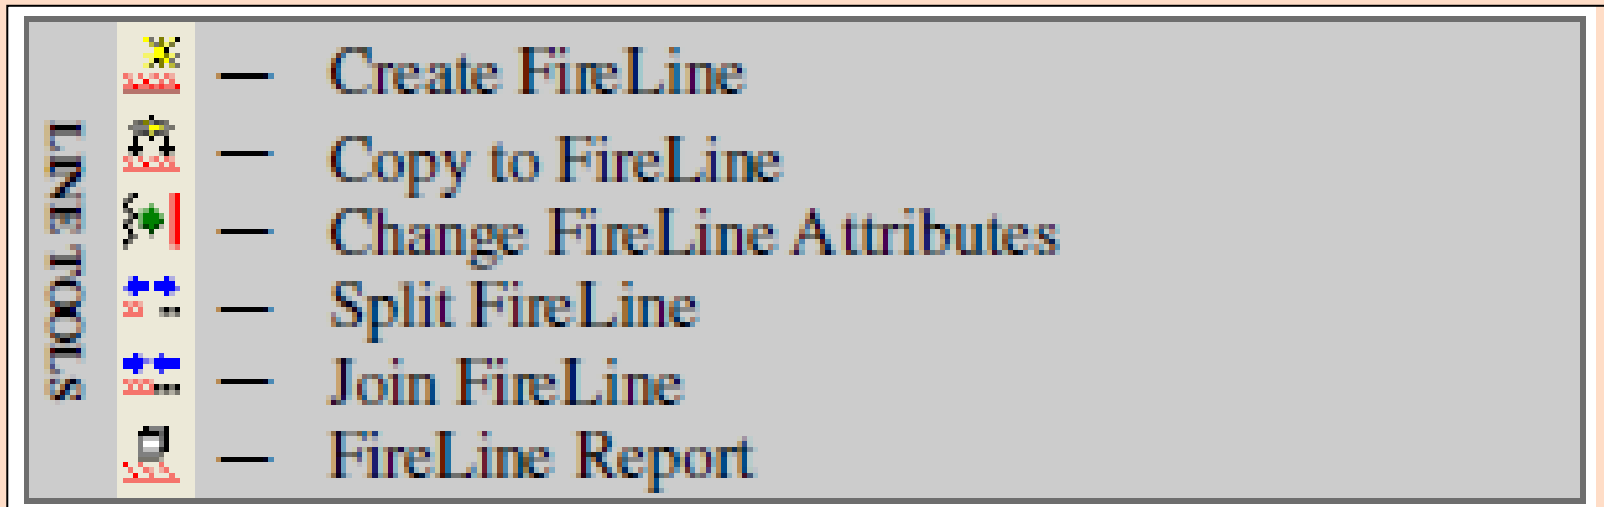 LINE TOOLS
— Create FireLine
— Copy to FireLine
— Change FireLine Attributes
— Split FireLine
— Join FireLine
— FireLine Report